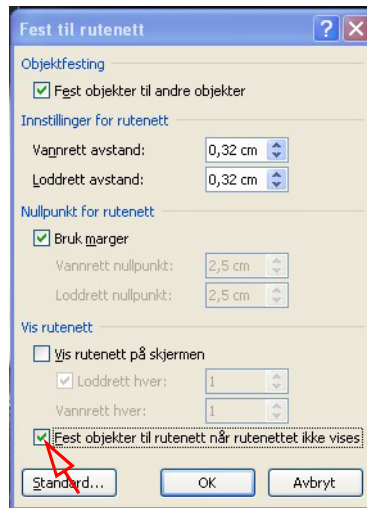 Fest til rutenett
Objektfesting
Fest objekter til andre objekter
Innstillinger for rutenett
Vannrett avstand: 0,32 cm
Loddrett avstand: 0,32 cm
Nullpunkt for rutenett
Bruk marger
Vannrett nullpunkt: 2,5 cm
Loddrett nullpunkt: 2,5 cm
Vis rutenett
Vis rutenett på skjermen
Loddrett hver: 1
Vannrett hver: 1
Fest objekter til rutenett når rutenettet ikke vises
Standard... OK Avbryt